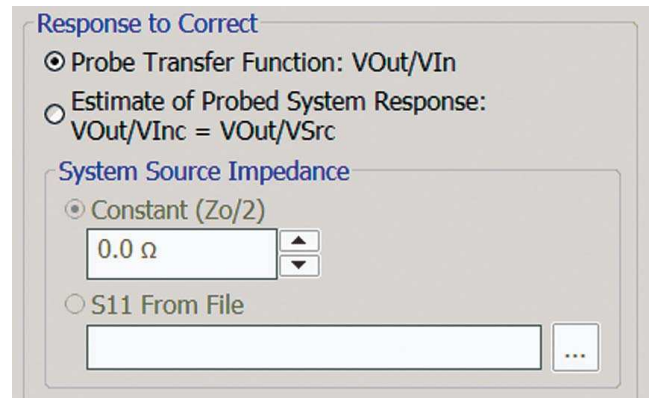 Response to Correct
Probe Transfer Function: VOut/VIn
Estimate of Probed System Response:
VOut/VInc = VOut/VSrc
System Source Impedance
Constant (Zo/2)
0.0 Ω
S11 From File
...